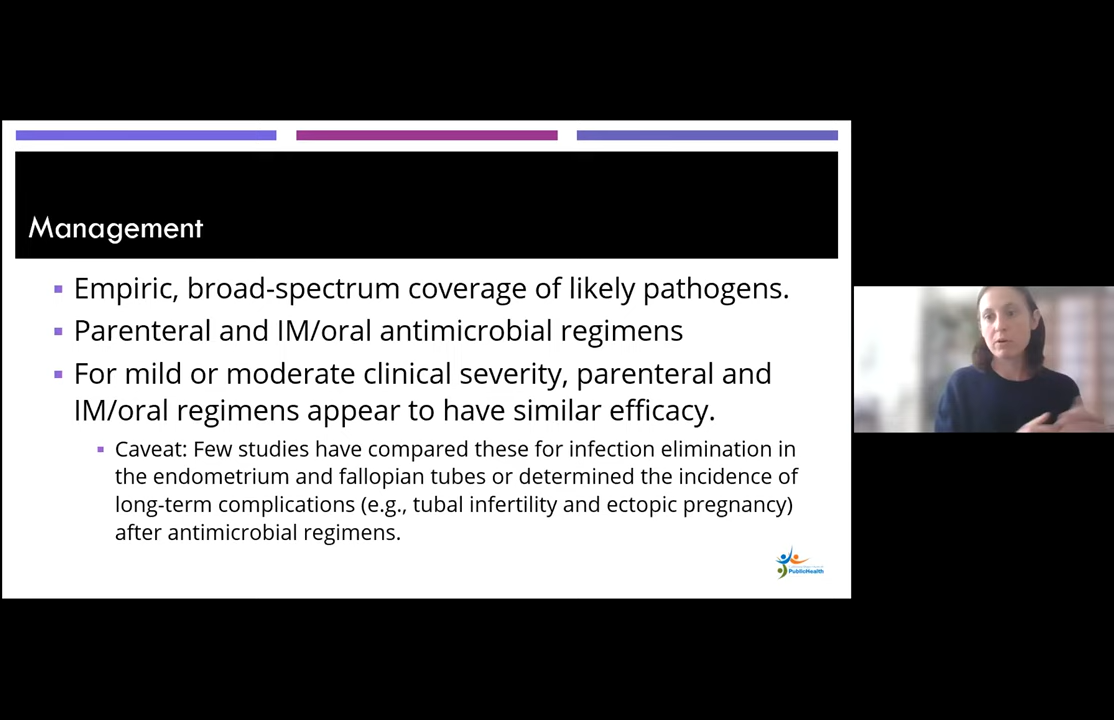 Management
Empiric, broad-spectrum coverage of likely pathogens.
Parenteral and IM/oral antimicrobial regimens
For mild or moderate clinical severity, parenteral and
IM/oral regimens appear to have similar efficacy.
Caveat: Few studies have compared these for infection elimination in
the endometrium and fallopian tubes or determined the incidence of
long-term complications (e.g., tubal infertility and ectopic pregnancy)
after antimicrobial regimens.
PublicHealth